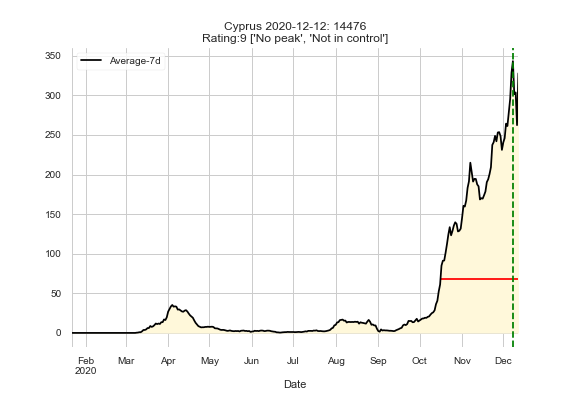 Cyprus 2020-12-12: 14476
Rating:9 ['No peak', 'Not in control']
Average-7d
350
300
250
200
150
100
50
0
Feb Mar Apr May Jun Jul Aug Sep Oct Nov Dec
2020
Date